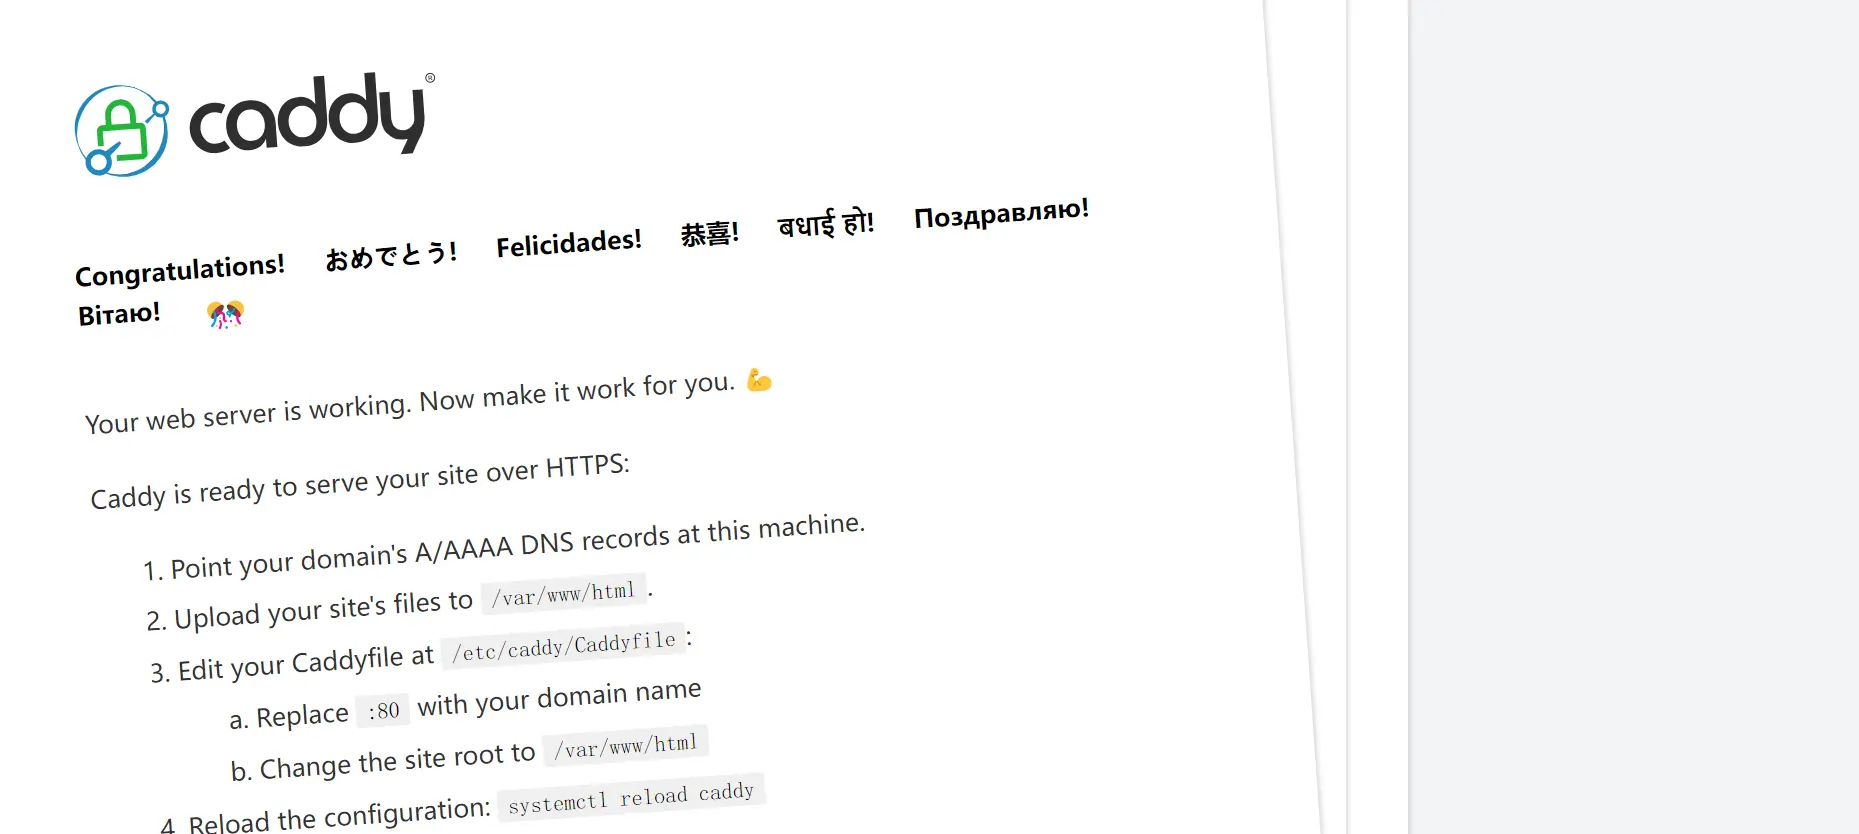 caddy®
Congratulations! おめでとう! Felicidades! 恭喜! बधाई हो! Поздравляю!
Вітаю! 🎊
Your web server is working. Now make it work for you. 💪
Caddy is ready to serve your site over HTTPS:
1. Point your domain's A/AAAA DNS records at this machine.
2. Upload your site's files to /var/www/html.
3. Edit your Caddyfile at /etc/caddy/Caddyfile:
a. Replace :80 with your domain name
b. Change the site root to /var/www/html
4. Reload the configuration: systemctl reload caddy